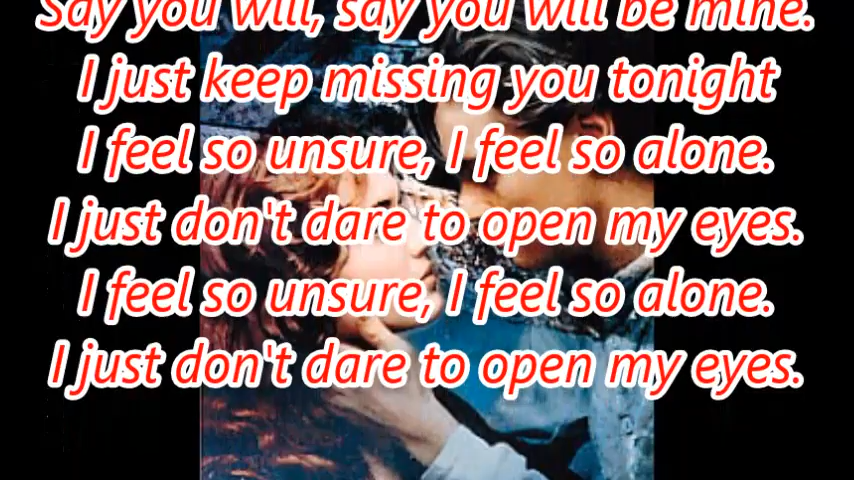 Say you will, say you will be mine.
I just keep missing you tonight
I feel so unsure, I feel so alone.
I just don't dare to open my eyes.
I feel so unsure, I feel so alone.
I just don't dare to open my eyes.